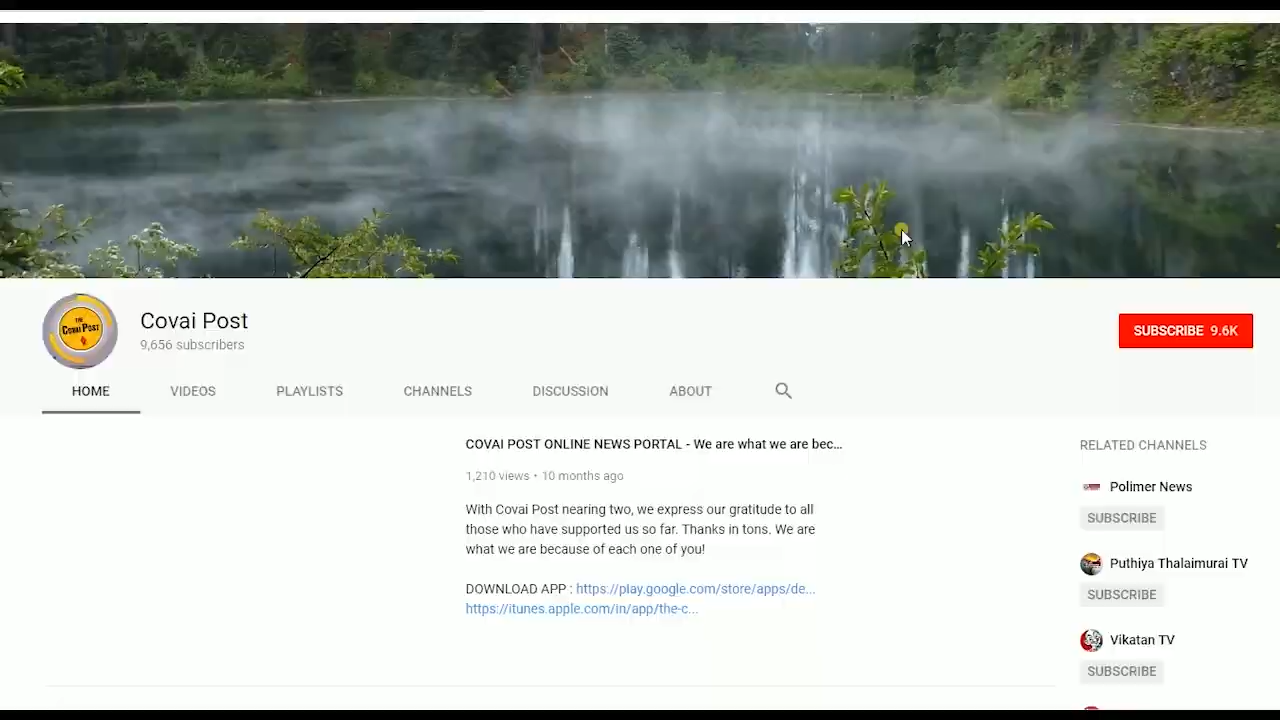 THE
COVAI POST
Covai Post
9,656 subscribers
SUBSCRIBE 9.6K
HOME
VIDEOS
PLAYLISTS
CHANNELS
DISCUSSION
ABOUT
COVAI POST ONLINE NEWS PORTAL - We are what we are bec...
1,210 views • 10 months ago
With Covai Post nearing two, we express our gratitude to all
those who have supported us so far. Thanks in tons. We are
what we are because of each one of you!
DOWNLOAD APP : https://play.google.com/store/apps/de...
https://itunes.apple.com/in/app/the-c...
RELATED CHANNELS
Polimer News
SUBSCRIBE
Puthiya Thalaimurai TV
SUBSCRIBE
Vikatan TV
SUBSCRIBE